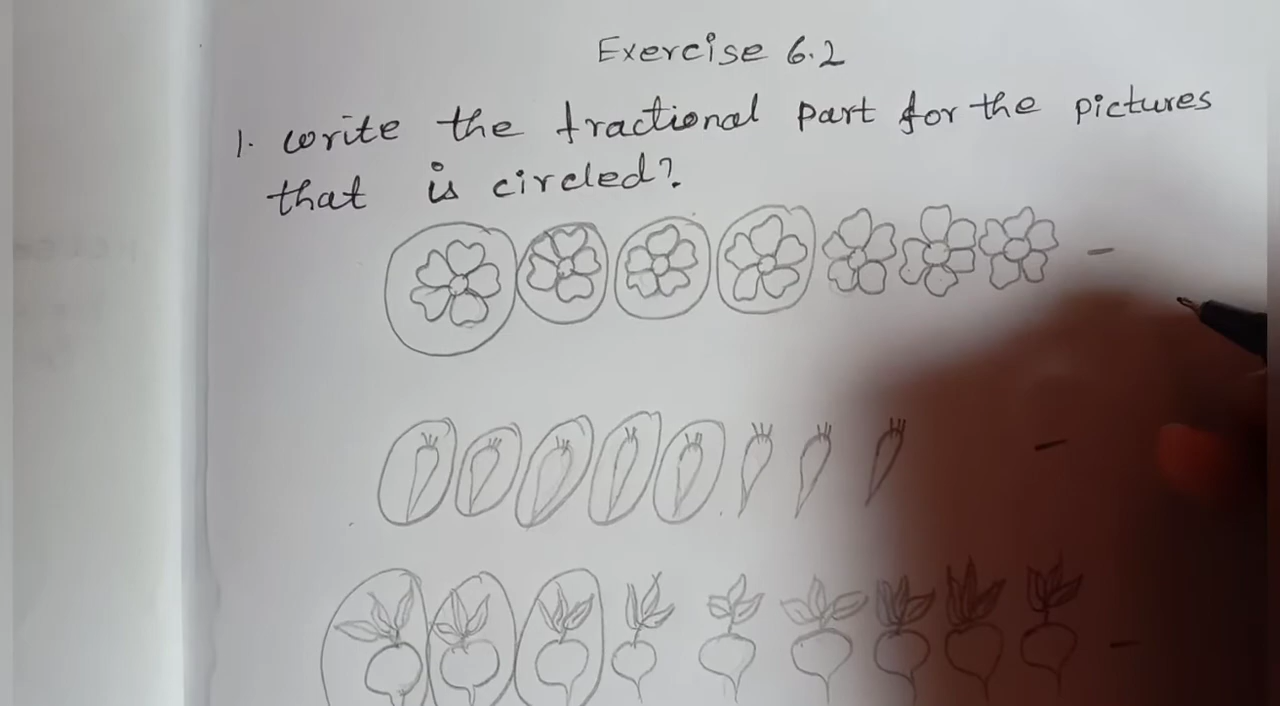 Exercise 6.2
1. write the fractional part for the pictures
that is circled?